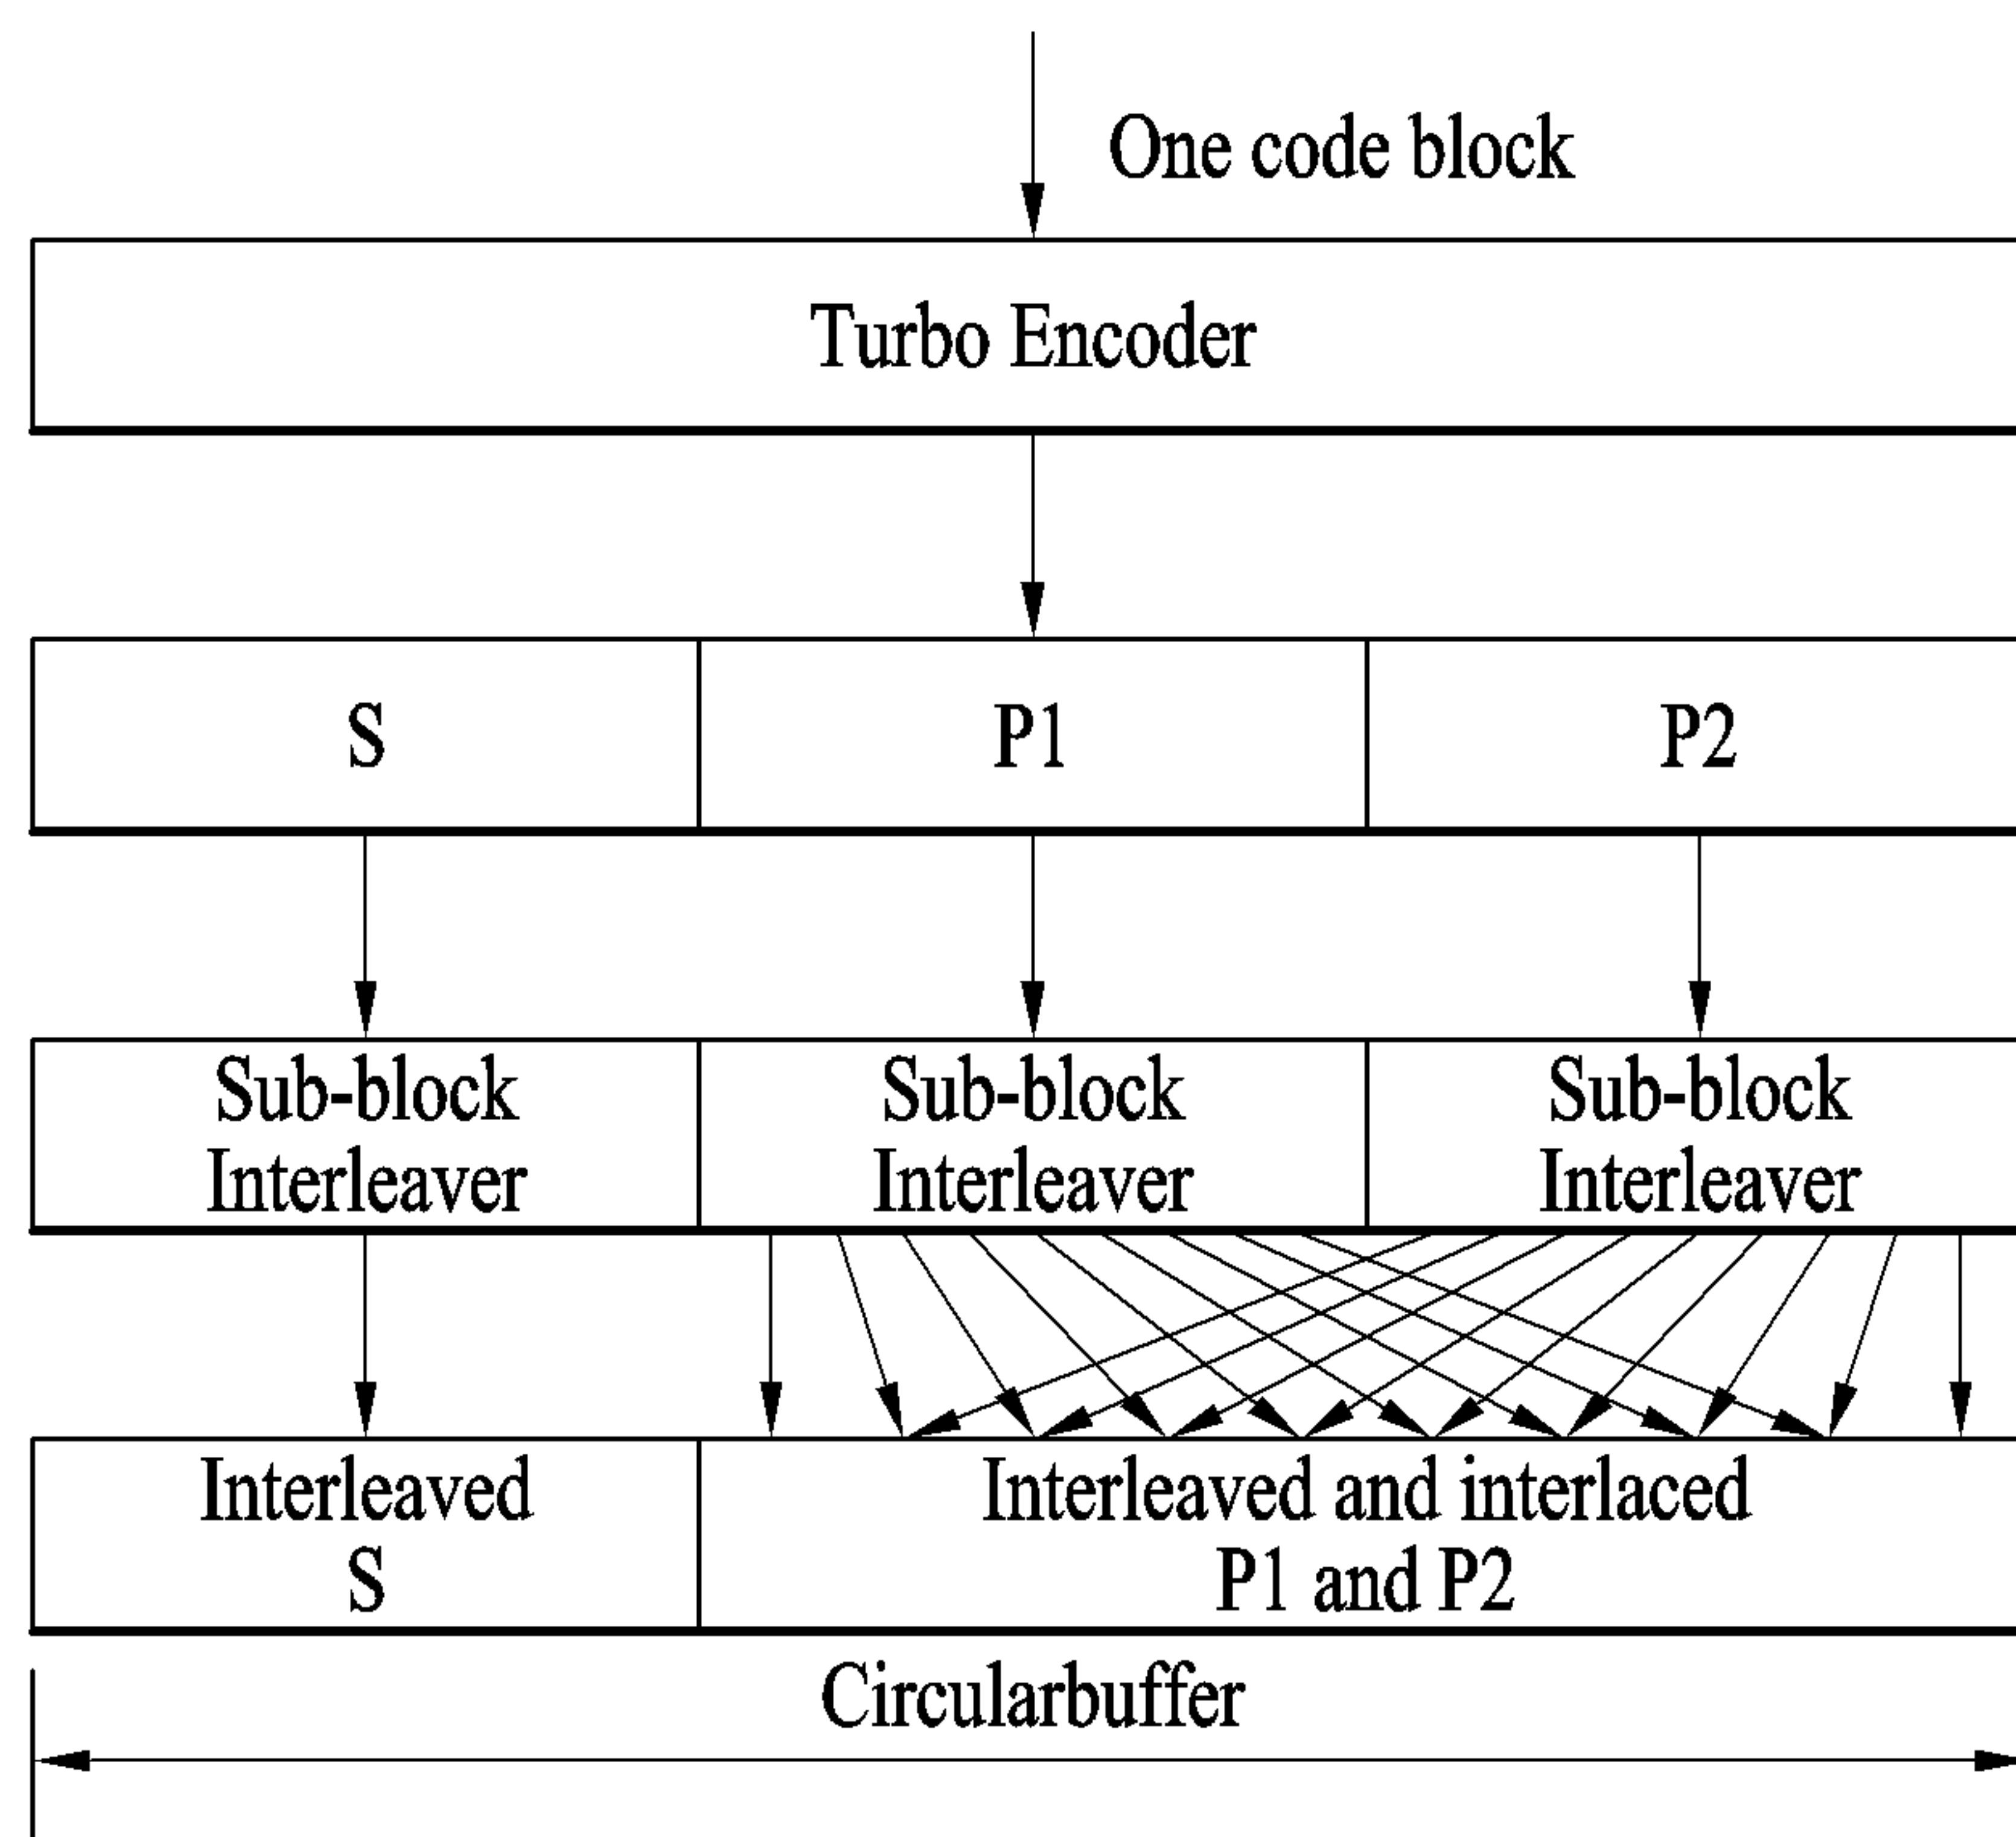 One code block
Turbo Encoder
S
P1
P2
Sub-block
Interleaver
Sub-block
Interleaver
Sub-block
Interleaver
Interleaved
S
Interleaved and interlaced
P1 and P2
Circularbuffer